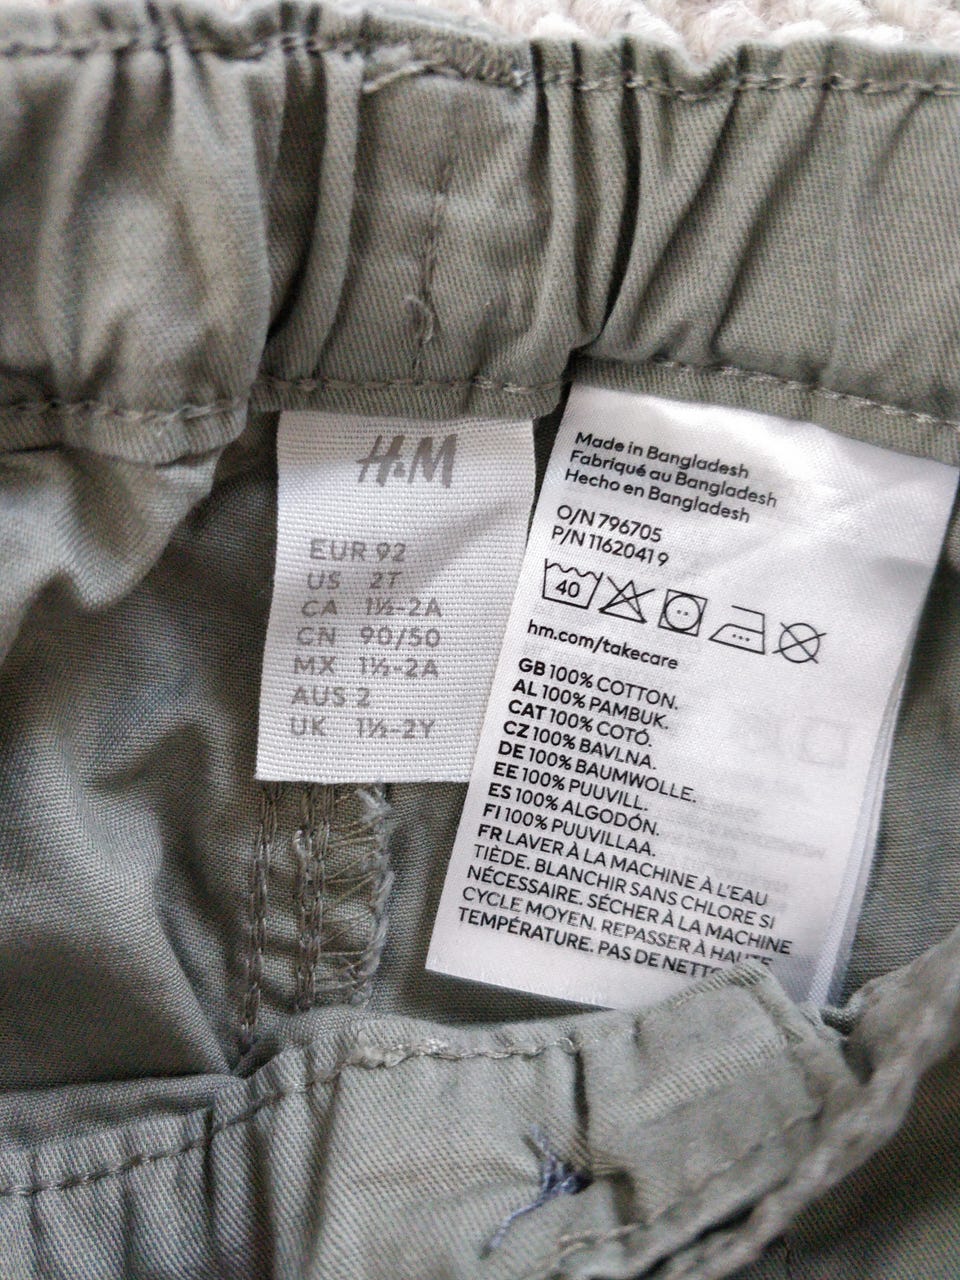 H&M
EUR 92
US 2T
CA 1½-2A
CN 90/50
MX 1½-2A
AUS 2
UK 1½-2Y
Made in Bangladesh
Fabriqué au Bangladesh
Hecho en Bangladesh
O/N 796705
P/N 1162041 9
40
hm.com/takecare
GB 100% COTTON.
AL 100% PAMBUK.
CAT 100% COTÓ.
CZ 100% BAVLNA.
DE 100% BAUMWOLLE.
EE 100% PUUVILL.
ES 100% ALGODÓN.
FI 100% PUUVILLAA.
FR LAVER À LA MACHINE À L'EAU
TIÈDE. BLANCHIR SANS CHLORE SI
NÉCESSAIRE. SÉCHER À LA MACHINE
CYCLE MOYEN. REPASSER À HAUTE
TEMPÉRATURE. PAS DE